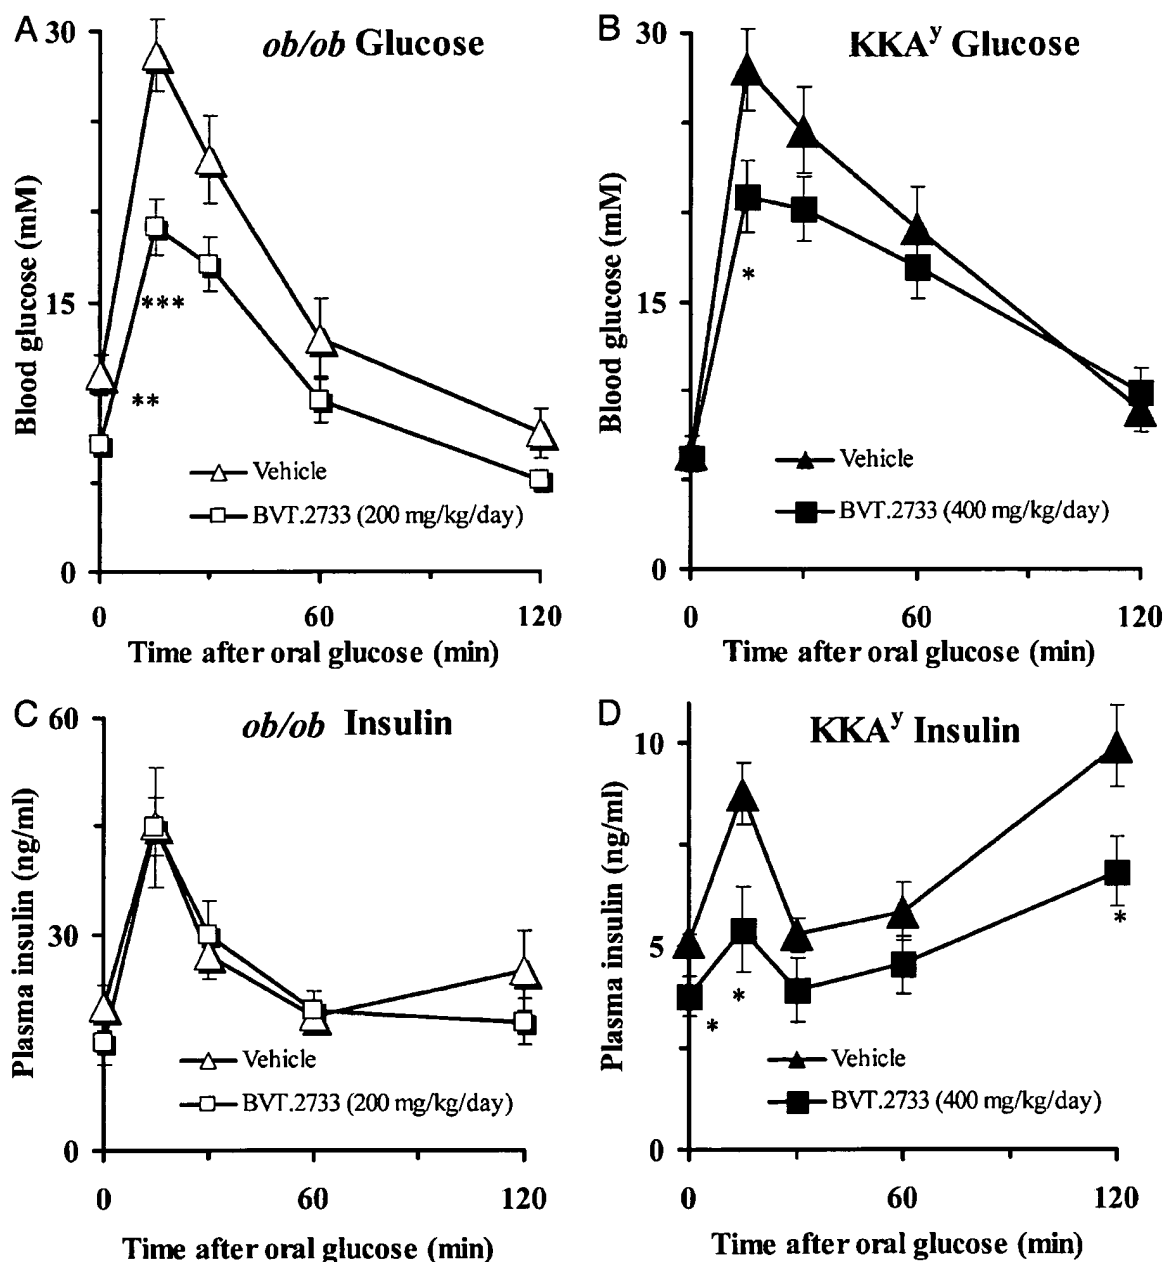 A
ob/ob Glucose
30
15
0
Blood glucose (mM)
***
**
Vehicle
BVT.2733 (200 mg/kg/day)
0 60 120
Time after oral glucose (min)
B
KKAʸ Glucose
30
15
0
Blood glucose (mM)
*
Vehicle
BVT.2733 (400 mg/kg/day)
0 60 120
Time after oral glucose (min)
C
ob/ob Insulin
60
30
0
Plasma insulin (ng/ml)
Vehicle
BVT.2733 (200 mg/kg/day)
0 60 120
Time after oral glucose (min)
D
KKAʸ Insulin
10
5
0
Plasma insulin (ng/ml)
*
*
*
Vehicle
BVT.2733 (400 mg/kg/day)
0 60 120
Time after oral glucose (min)